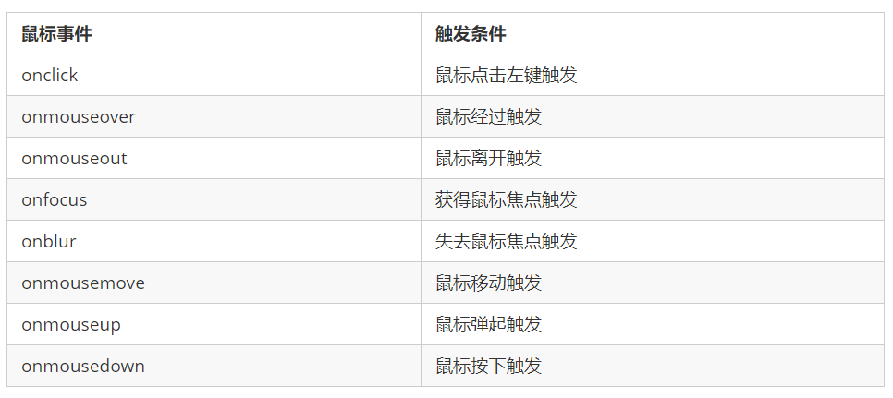 鼠标事件 触发条件
onclick 鼠标点击左键触发
onmouseover 鼠标经过触发
onmouseout 鼠标离开触发
onfocus 获得鼠标焦点触发
onblur 失去鼠标焦点触发
onmousemove 鼠标移动触发
onmouseup 鼠标弹起触发
onmousedown 鼠标按下触发